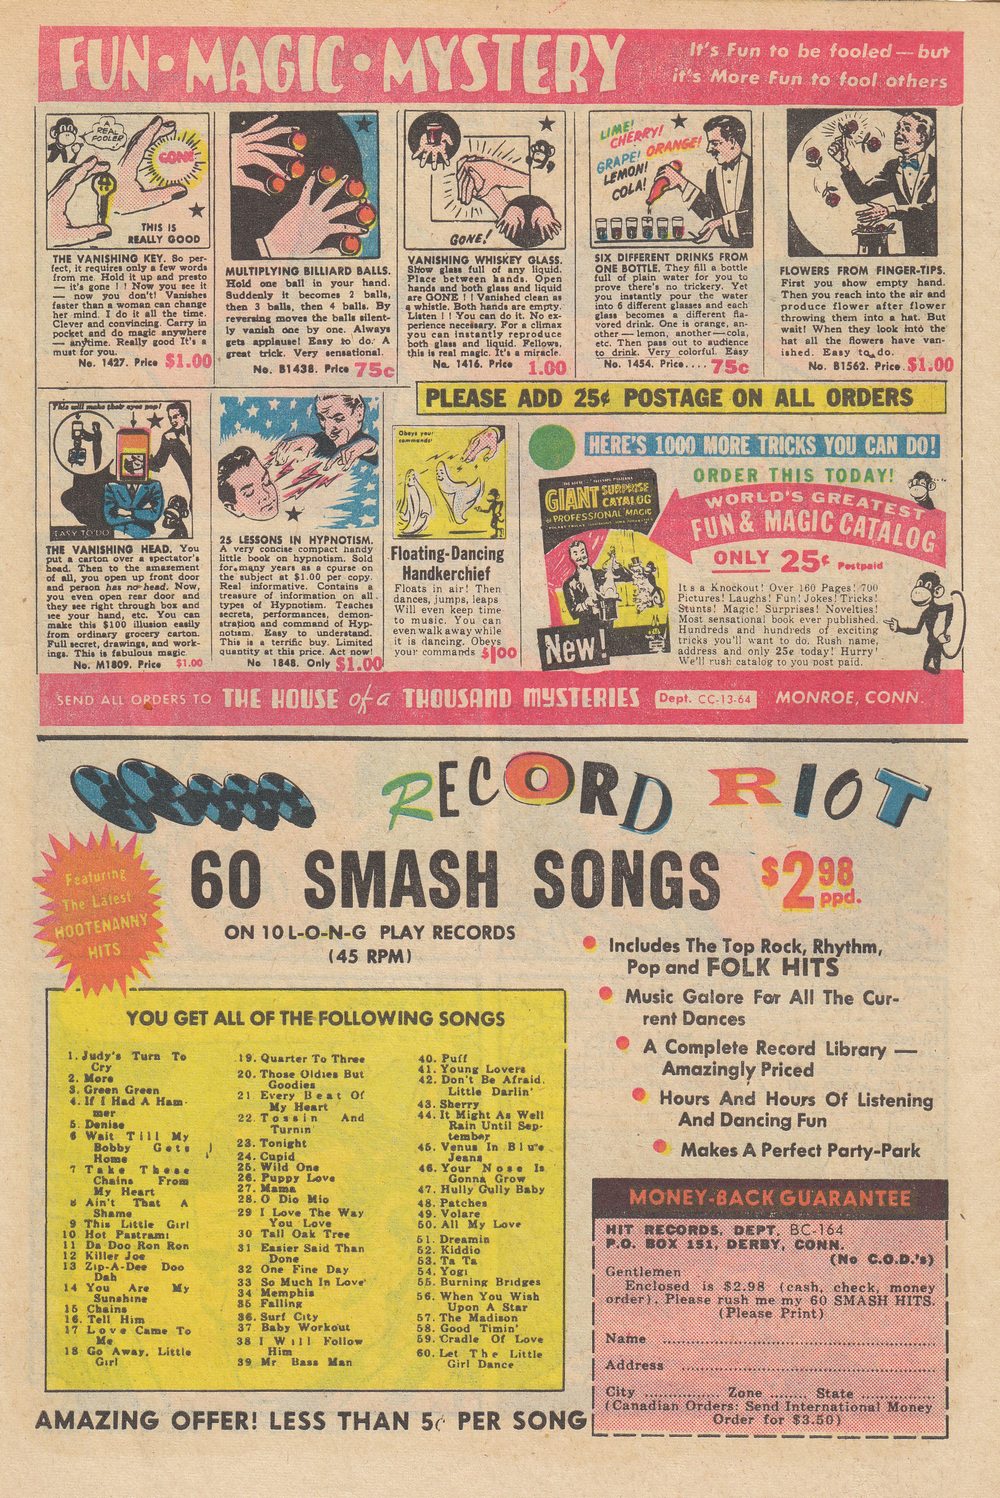 FUN • MAGIC • MYSTERY
It's Fun to be fooled — but
it's More Fun to fool others
A
REAL
FOOLER
GONE
THIS IS
REALLY GOOD
THE VANISHING KEY. So per-
fect, it requires only a few words
from me. Hold it up and presto
— it's gone ! ! Now you see it
— now you don't! Vanishes
faster than a woman can change
her mind. I do it all the time.
Clever and convincing. Carry in
pocket and do magic anywhere
— anytime. Really good It's a
must for you.
No. 1427. Price $1.00
MULTIPLYING BILLIARD BALLS.
Hold one ball in your hand.
Suddenly it becomes 2 balls,
then 3 balls, then 4 balls. By
reversing moves the balls silent-
ly vanish one by one. Always
gets applause! Easy to do. A
great trick. Very sensational.
No. B1438. Price 75c
GONE!
VANISHING WHISKEY GLASS.
Show glass full of any liquid.
Place between hands. Open
hands and both glass and liquid
are GONE ! ! Vanished clean as
a whistle. Both hands are empty.
Listen ! ! You can do it. No ex-
perience necessary. For a climax
you can instantly reproduce
both glass and liquid. Fellows,
this is real magic. It's a miracle.
No. 1416. Price 1.00
LIME!
CHERRY!
GRAPE! ORANGE!
LEMON!
COLA!
SIX DIFFERENT DRINKS FROM
ONE BOTTLE. They fill a bottle
full of plain water for you to
prove there's no trickery. Yet
you instantly pour the water
into 6 different glasses and each
glass becomes a different fla-
vored drink. One is orange, an-
other — lemon, another—cola,
etc. Then pass out to audience
to drink. Very colorful. Easy
No. 1454. Price.... 75c
FLOWERS FROM FINGER-TIPS.
First you show empty hand.
Then you reach into the air and
produce flower after flower
throwing them into a hat. But
wait! When they look into the
hat all the flowers have van-
ished. Easy to do.
No. B1562. Price. $1.00
PLEASE ADD 25¢ POSTAGE ON ALL ORDERS
This will make their eyes pop!
EASY TO DO
THE VANISHING HEAD. You
put a carton over a spectator's
head. Then to the amazement
of all, you open up front door
and person has no head. Now,
you even open rear door and
they see right through box and
see your hand, etc. You can
make this $100 illusion easily
from ordinary grocery carton.
Full secret, drawings, and work-
ings. This is fabulous magic
No. M1809. Price $1.00
25 LESSONS IN HYPNOTISM.
A very concise compact handy
little book on hypnotism. Sold
for many years as a course on
the subject at $1.00 per copy.
Real informative. Contains a
treasure of information on all
types of Hypnotism. Teaches
secrets, performances, demon-
stration and command of Hyp-
notism. Easy to understand.
This is a terrific buy. Limited
quantity at this price. Act now!
No 1848. Only $1.00
Obeys your
commands!
Floating-Dancing
Handkerchief
Floats in air! Then
dances, jumps, leaps
Will even keep time
to music. You can
even walk away while
it is dancing. Obeys
your commands $1.00
HERE'S 1000 MORE TRICKS YOU CAN DO!
ORDER THIS TODAY!
WORLD'S GREATEST
FUN & MAGIC CATALOG
ONLY 25¢ Postpaid
GIANT SURPRISE
CATALOG
of PROFESSIONAL MAGIC
New!
It's a Knockout! Over 160 Pages! 700
Pictures! Laughs! Fun! Jokes! Tricks!
Stunts! Magic! Surprises! Novelties!
Most sensational book ever published.
Hundreds and hundreds of exciting
tricks you'll want to do. Rush name,
address and only 25c today! Hurry!
We'll rush catalog to you post paid.
SEND ALL ORDERS TO THE HOUSE of a THOUSAND MYSTERIES Dept. CC-13-64 MONROE, CONN.
RECORD RIOT
Featuring
The Latest
HOOTENANNY
HITS
60 SMASH SONGS $2.98 ppd.
ON 10 L-O-N-G PLAY RECORDS
(45 RPM)
• Includes The Top Rock, Rhythm,
Pop and FOLK HITS
• Music Galore For All The Cur-
rent Dances
• A Complete Record Library —
Amazingly Priced
• Hours And Hours Of Listening
And Dancing Fun
• Makes A Perfect Party-Park
YOU GET ALL OF THE FOLLOWING SONGS
1. Judy's Turn To
Cry
2. More
3. Green Green
4. If I Had A Ham-
mer
5. Denise
6 Wait Till My
Bobby Gets
Home
7 Take These
Chains From
My Heart
8 Ain't That A
Shame
9 This Little Girl
10. Hot Pastrami
11 Da Doo Ron Ron
12 Killer Joe
13 Zip-A-Dee Doo
Dah
14 You Are My
Sunshine
15 Chains
16. Tell Him
17 Love Came To
Me
18 Go Away, Little
Girl
19. Quarter To Three
20. Those Oldies But
Goodies
21 Every Beat Of
My Heart
22. Tossin And
Turnin
23. Tonight
24. Cupid
25. Wild One
26. Puppy Love
27. Mama
28. O Dio Mio
29 I Love The Way
You Love
30 Tall Oak Tree
31 Easier Said Than
Done
32 One Fine Day
33 So Much In Love
34 Memphis
35 Falling
36. Surf City
37 Baby Workout
38 I Will Follow
Him
39 Mr Bass Man
40. Puff
41. Young Lovers
42. Don't Be Afraid,
Little Darlin'
43. Sherry
44. It Might As Well
Rain Until Sep-
tember
45. Venus In Blue
Jeans
46. Your Nose Is
Gonna Grow
47. Hully Gully Baby
48. Patches
49. Volare
50. All My Love
51. Dreamin
52. Kiddio
53. Ta Ta
54. Yogi
55. Burning Bridges
56. When You Wish
Upon A Star
57. The Madison
58. Good Timin'
59. Cradle Of Love
60. Let The Little
Girl Dance
AMAZING OFFER! LESS THAN 5¢ PER SONG
MONEY-BACK GUARANTEE
HIT RECORDS, DEPT. BC-164
P.O. BOX 151, DERBY, CONN.
(No C.O.D.'s)
Gentlemen
Enclosed is $2.98 (cash, check, money
order). Please rush me my 60 SMASH HITS.
(Please Print)
Name
Address
City ............... Zone ........ State ...............
(Canadian Orders: Send International Money
Order for $3.50)